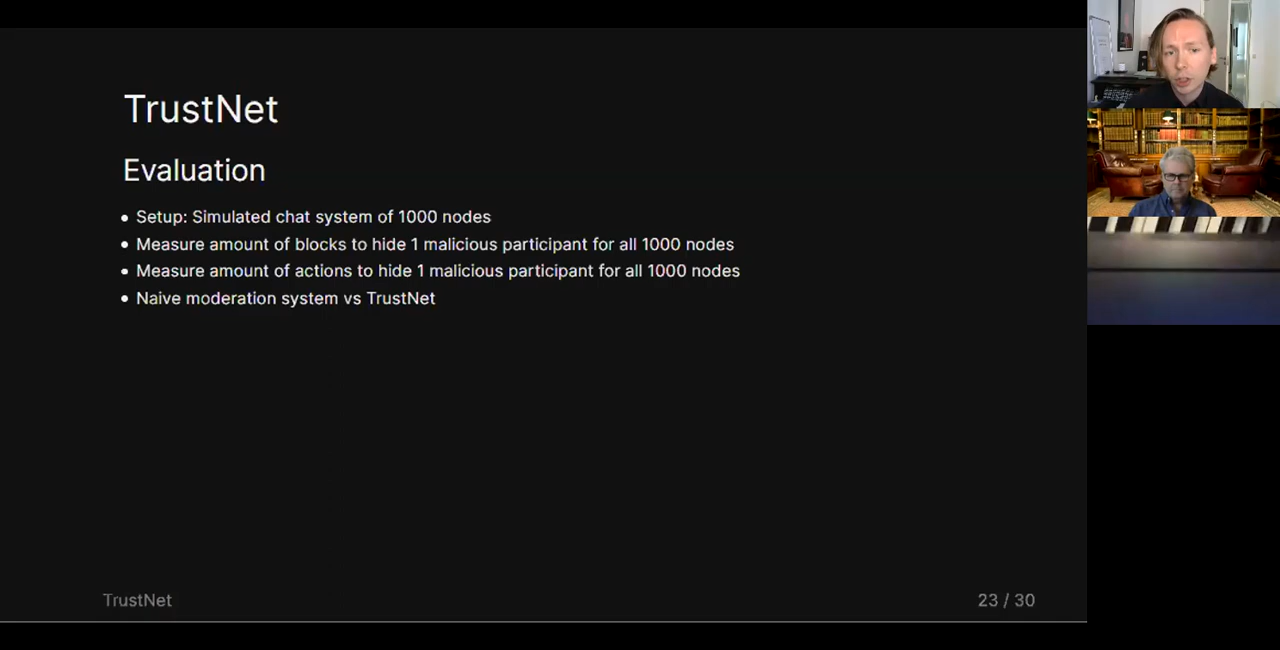 TrustNet
Evaluation
• Setup: Simulated chat system of 1000 nodes
• Measure amount of blocks to hide 1 malicious participant for all 1000 nodes
• Measure amount of actions to hide 1 malicious participant for all 1000 nodes
• Naive moderation system vs TrustNet
TrustNet
23 / 30